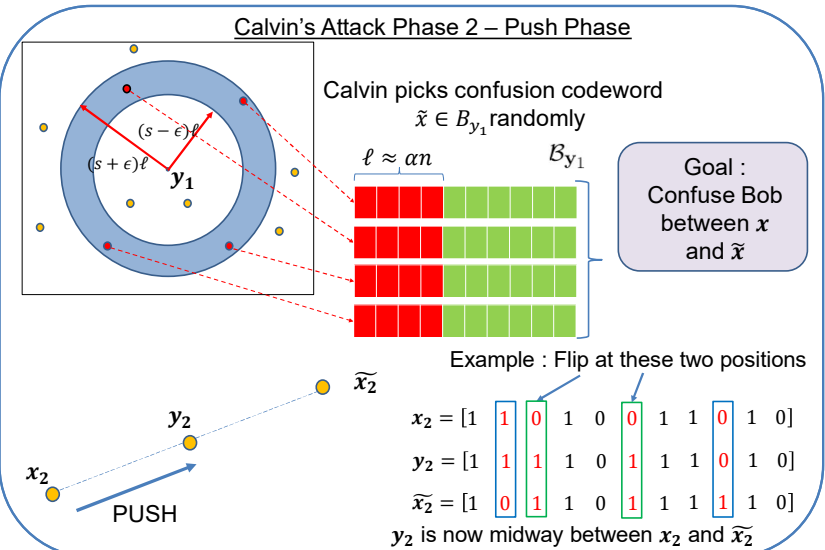 Calvin's Attack Phase 2 – Push Phase
Calvin picks confusion codeword
x̃ ∈ B_{y₁} randomly
(s − ϵ)ℓ
(s + ϵ)ℓ
y₁
ℓ ≈ αn
ℬ_{y₁}
Goal :
Confuse Bob
between x
and x̃
Example : Flip at these two positions
x₂ = [1 1 0 1 0 0 1 1 0 1 0]
y₂ = [1 1 1 1 0 1 1 1 0 1 0]
x̃₂ = [1 0 1 1 0 1 1 1 1 1 0]
y₂ is now midway between x₂ and x̃₂
x̃₂
y₂
x₂
PUSH